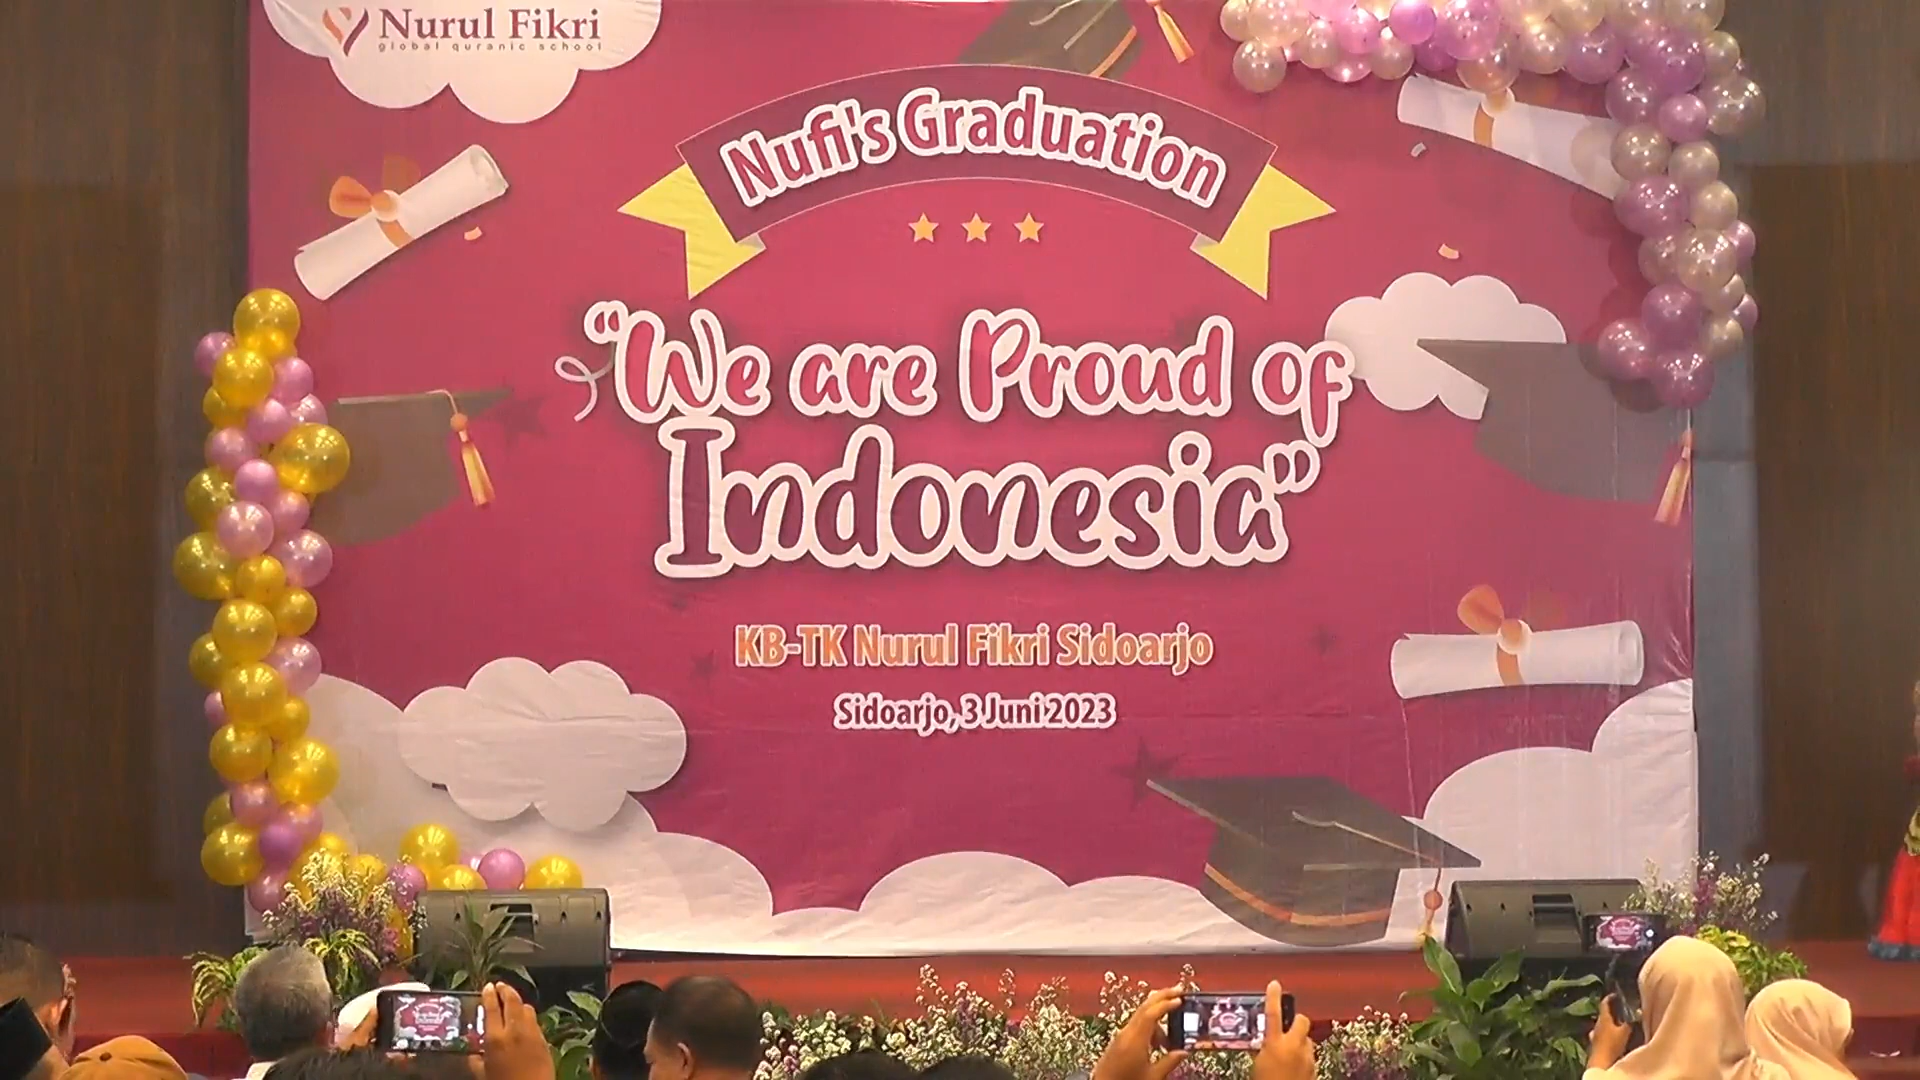 Nurul Fikri
global quranic school
Nufi's Graduation
"We are Proud of
Indonesia"
KB-TK Nurul Fikri Sidoarjo
Sidoarjo, 3 Juni 2023